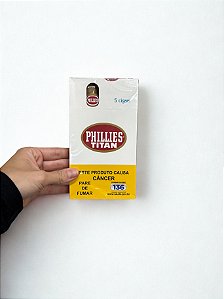 5 cigars
PHILLIES
TITAN
ESTE PRODUTO CAUSA
CÂNCER
PARE
DE
FUMAR
136